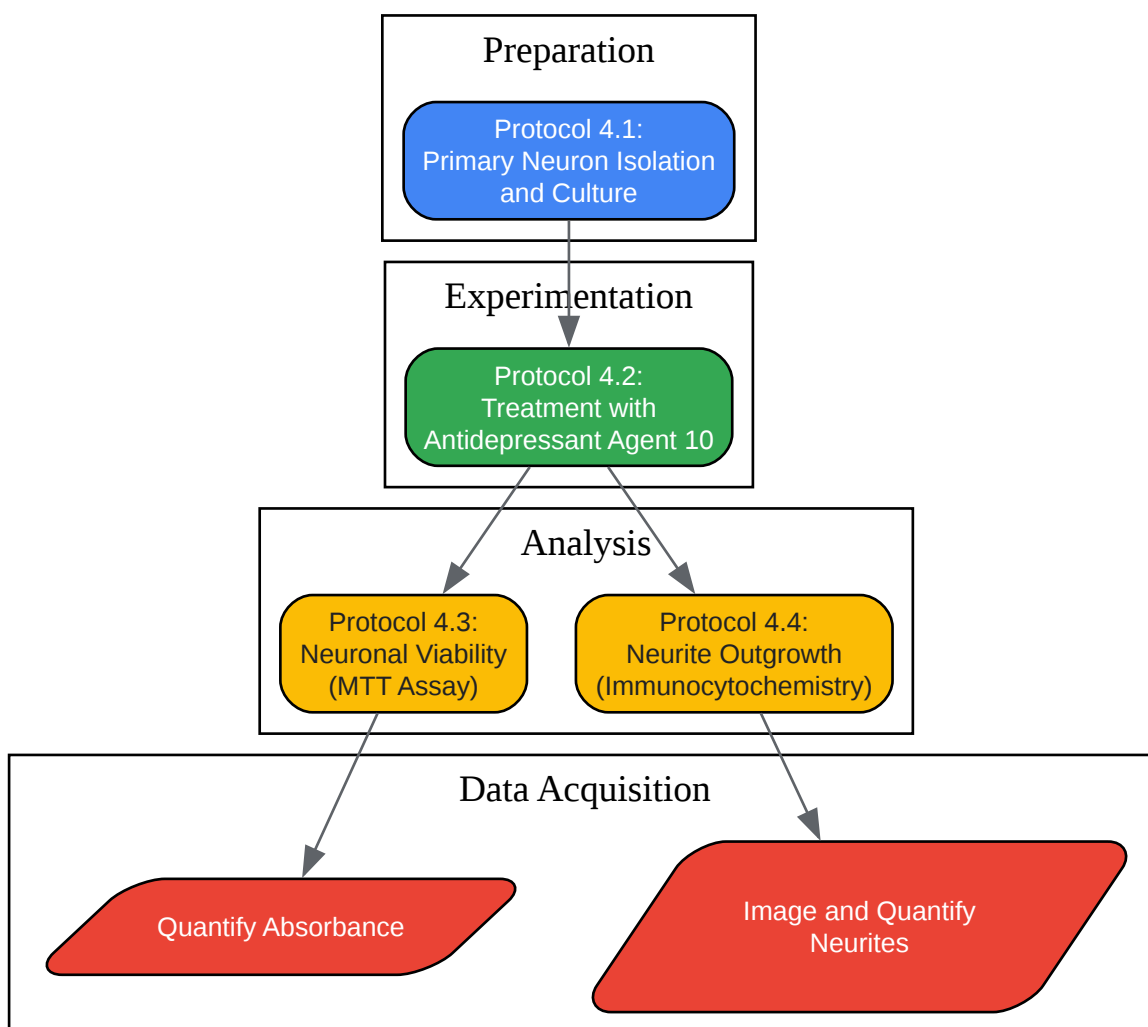 Preparation
Protocol 4.1:
Primary Neuron Isolation
and Culture
Experimentation
Protocol 4.2:
Treatment with
Antidepressant Agent 10
Analysis
Protocol 4.3:
Neuronal Viability
(MTT Assay)
Protocol 4.4:
Neurite Outgrowth
(Immunocytochemistry)
Data Acquisition
Quantify Absorbance
Image and Quantify
Neurites